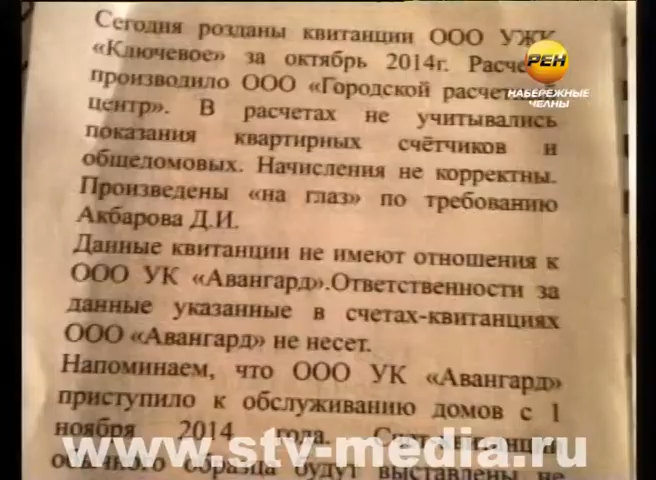 Сегодня розданы квитанции ООО УЖК
«Ключевое» за октябрь 2014г. Расчет
производило ООО «Городской расчетный
центр». В расчетах не учитывались
показания квартирных счётчиков и
общедомовых. Начисления не корректны.
Произведены «на глаз» по требованию
Акбарова Д.И.
Данные квитанции не имеют отношения к
ООО УК «Авангард».Ответственности за
данные указанные в счетах-квитанциях
ООО «Авангард» не несет.
Напоминаем, что ООО УК «Авангард»
приступило к обслуживанию домов с 1
ноября 2014 года.
обычного образца будут выставлены не
РЕН
НАБЕРЕЖНЫЕ
ЧЕЛНЫ
www.stv-media.ru